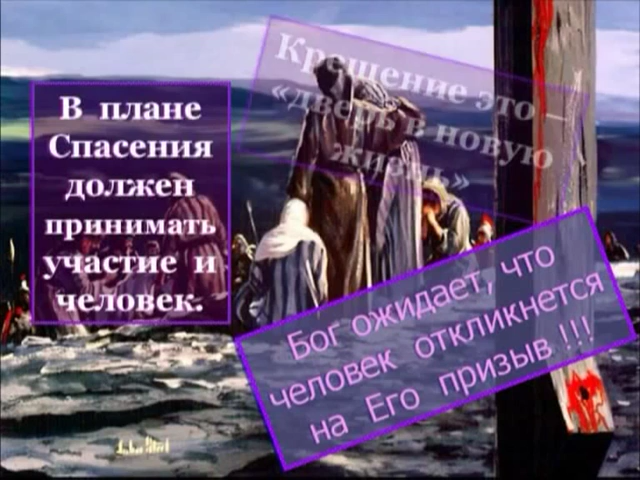 В плане
Спасения
должен
принимать
участие и
человек.
Крещение это –
«дверь в новую
жизнь»
Бог ожидает, что
человек откликнется
на Его призыв !!!